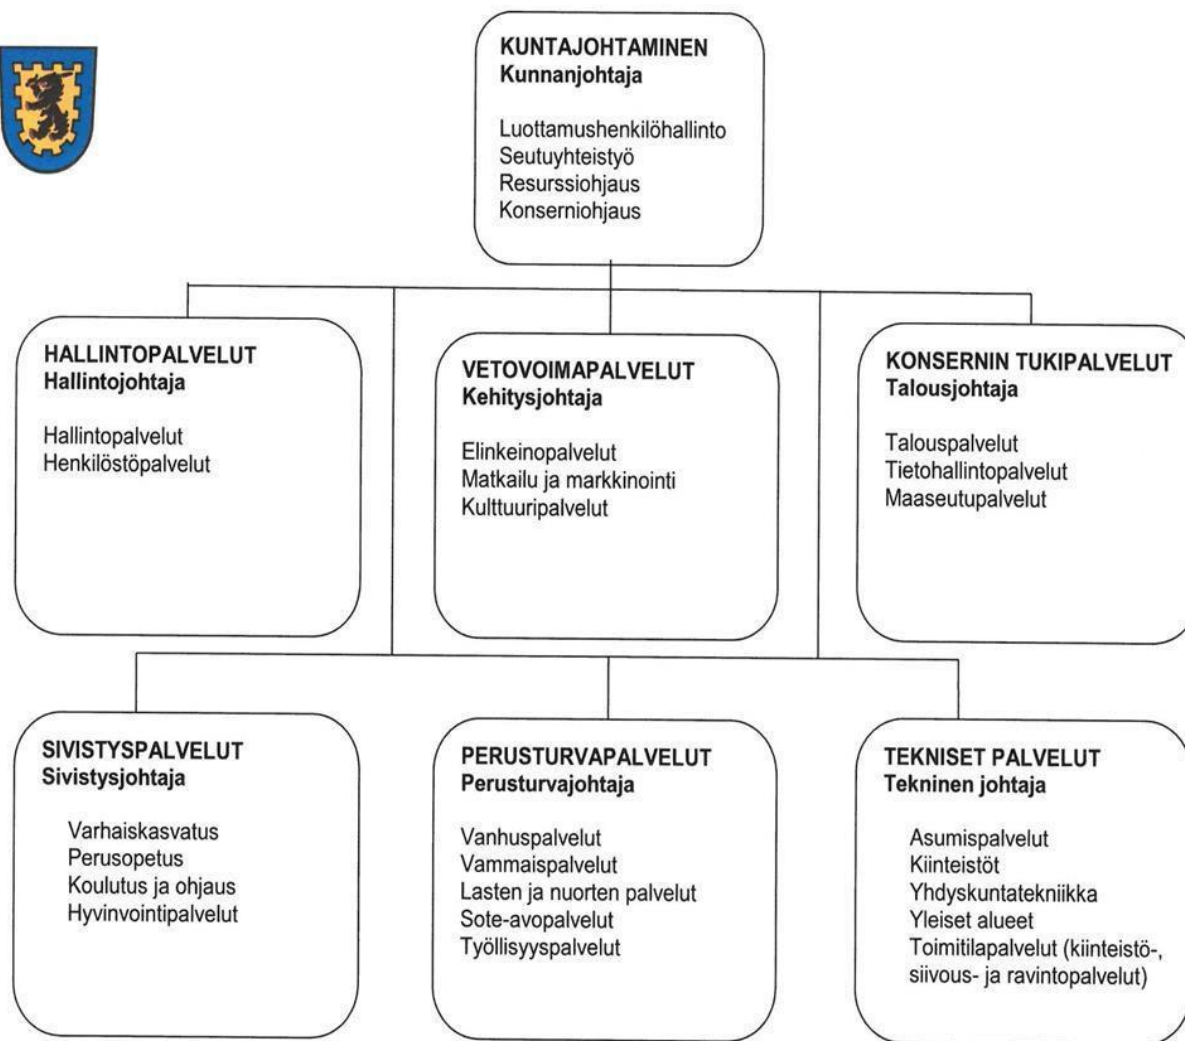 KUNTAJOHTAMINEN
Kunnanjohtaja
Luottamushenkilöhallinto
Seutuyhteistyö
Resurssiohjaus
Konserniohjaus
HALLINTOPALVELUT
Hallintojohtaja
Hallintopalvelut
Henkilöstöpalvelut
VETOVOIMAPALVELUT
Kehitysjohtaja
Elinkeinopalvelut
Matkailu ja markkinointi
Kulttuuripalvelut
KONSERNIN TUKIPALVELUT
Talousjohtaja
Talouspalvelut
Tietohallintopalvelut
Maaseutupalvelut
SIVISTYSPALVELUT
Sivistysjohtaja
Varhaiskasvatus
Perusopetus
Koulutus ja ohjaus
Hyvinvointipalvelut
PERUSTURVAPALVELUT
Perusturvajohtaja
Vanhuspalvelut
Vammaispalvelut
Lasten ja nuorten palvelut
Sote-avopalvelut
Työllisyyspalvelut
TEKNISET PALVELUT
Tekninen johtaja
Asumispalvelut
Kiinteistöt
Yhdyskuntatekniikka
Yleiset alueet
Toimitilapalvelut (kiinteistö-,
siivous- ja ravintopalvelut)